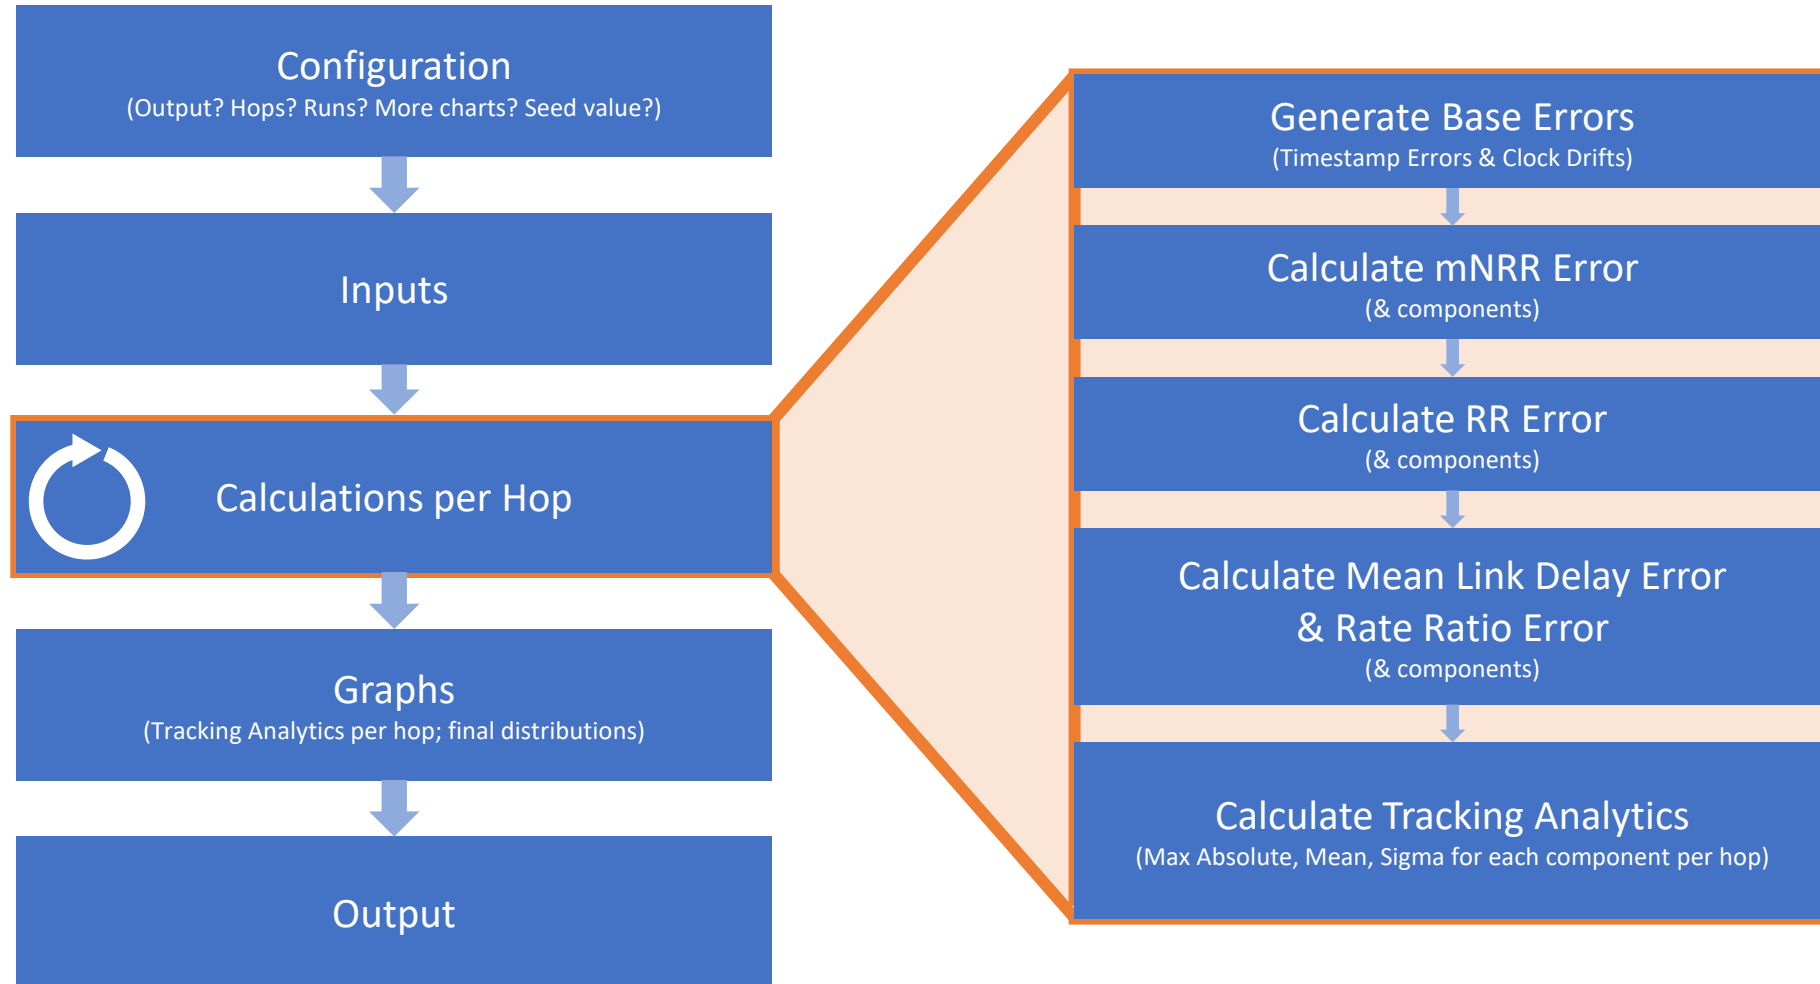 Configuration
(Output? Hops? Runs? More charts? Seed value?)
Inputs
Calculations per Hop
Graphs
(Tracking Analytics per hop; final distributions)
Output
Generate Base Errors
(Timestamp Errors & Clock Drifts)
Calculate mNRR Error
(& components)
Calculate RR Error
(& components)
Calculate Mean Link Delay Error
& Rate Ratio Error
(& components)
Calculate Tracking Analytics
(Max Absolute, Mean, Sigma for each component per hop)